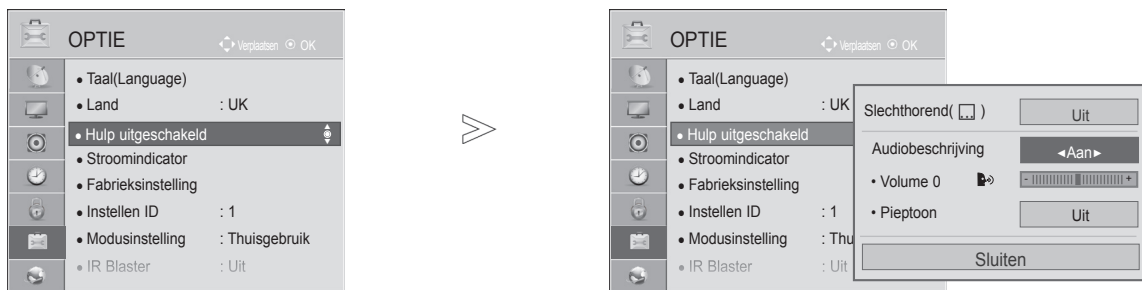 OPTIE Verplaatsen OK
• Taal(Language)
• Land : UK
• Hulp uitgeschakeld
• Stroomindicator
• Fabrieksinstelling
• Instellen ID : 1
• Modusinstelling : Thuisgebruik
• IR Blaster : Uit
OPTIE Verplaatsen OK
• Taal(Language)
• Land : UK
• Hulp uitgeschakeld
• Stroomindicator
• Fabrieksinstelling
• Instellen ID : 1
• Modusinstelling : Thu
• IR Blaster : Uit
Slechthorend( ) Uit
Audiobeschrijving ◄Aan►
• Volume 0 - +
• Pieptoon Uit
Sluiten